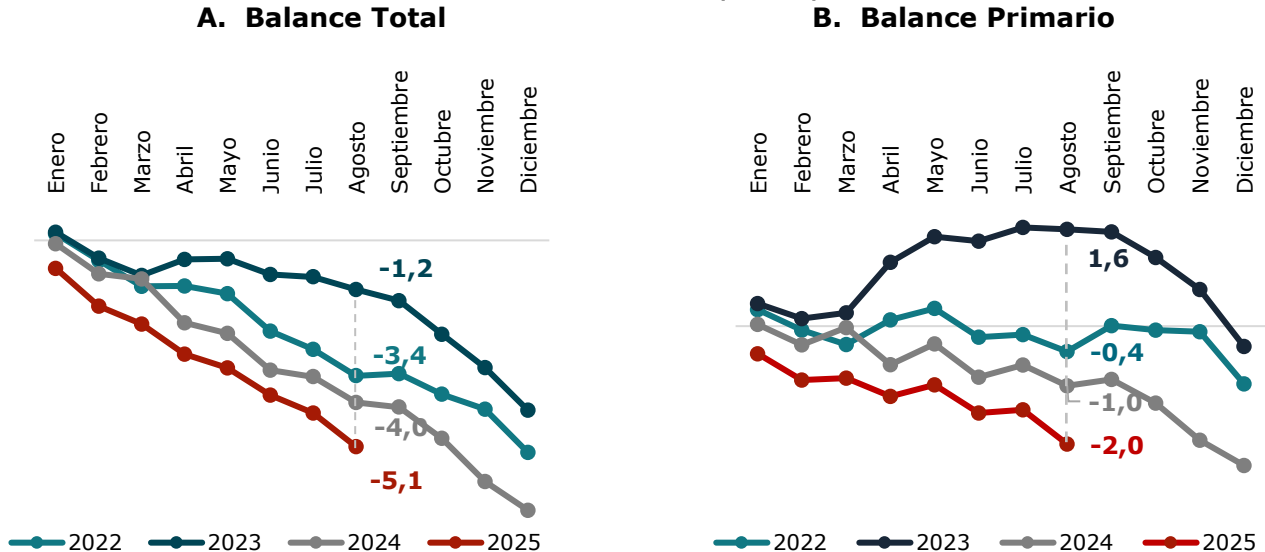 A. Balance Total
Enero
Febrero
Marzo
Abril
Mayo
Junio
Julio
Agosto
Septiembre
Octubre
Noviembre
Diciembre
-1,2
-3,4
-4,0
-5,1
2022 2023 2024 2025
B. Balance Primario
Enero
Febrero
Marzo
Abril
Mayo
Junio
Julio
Agosto
Septiembre
Octubre
Noviembre
Diciembre
1,6
-0,4
-1,0
-2,0
2022 2023 2024 2025